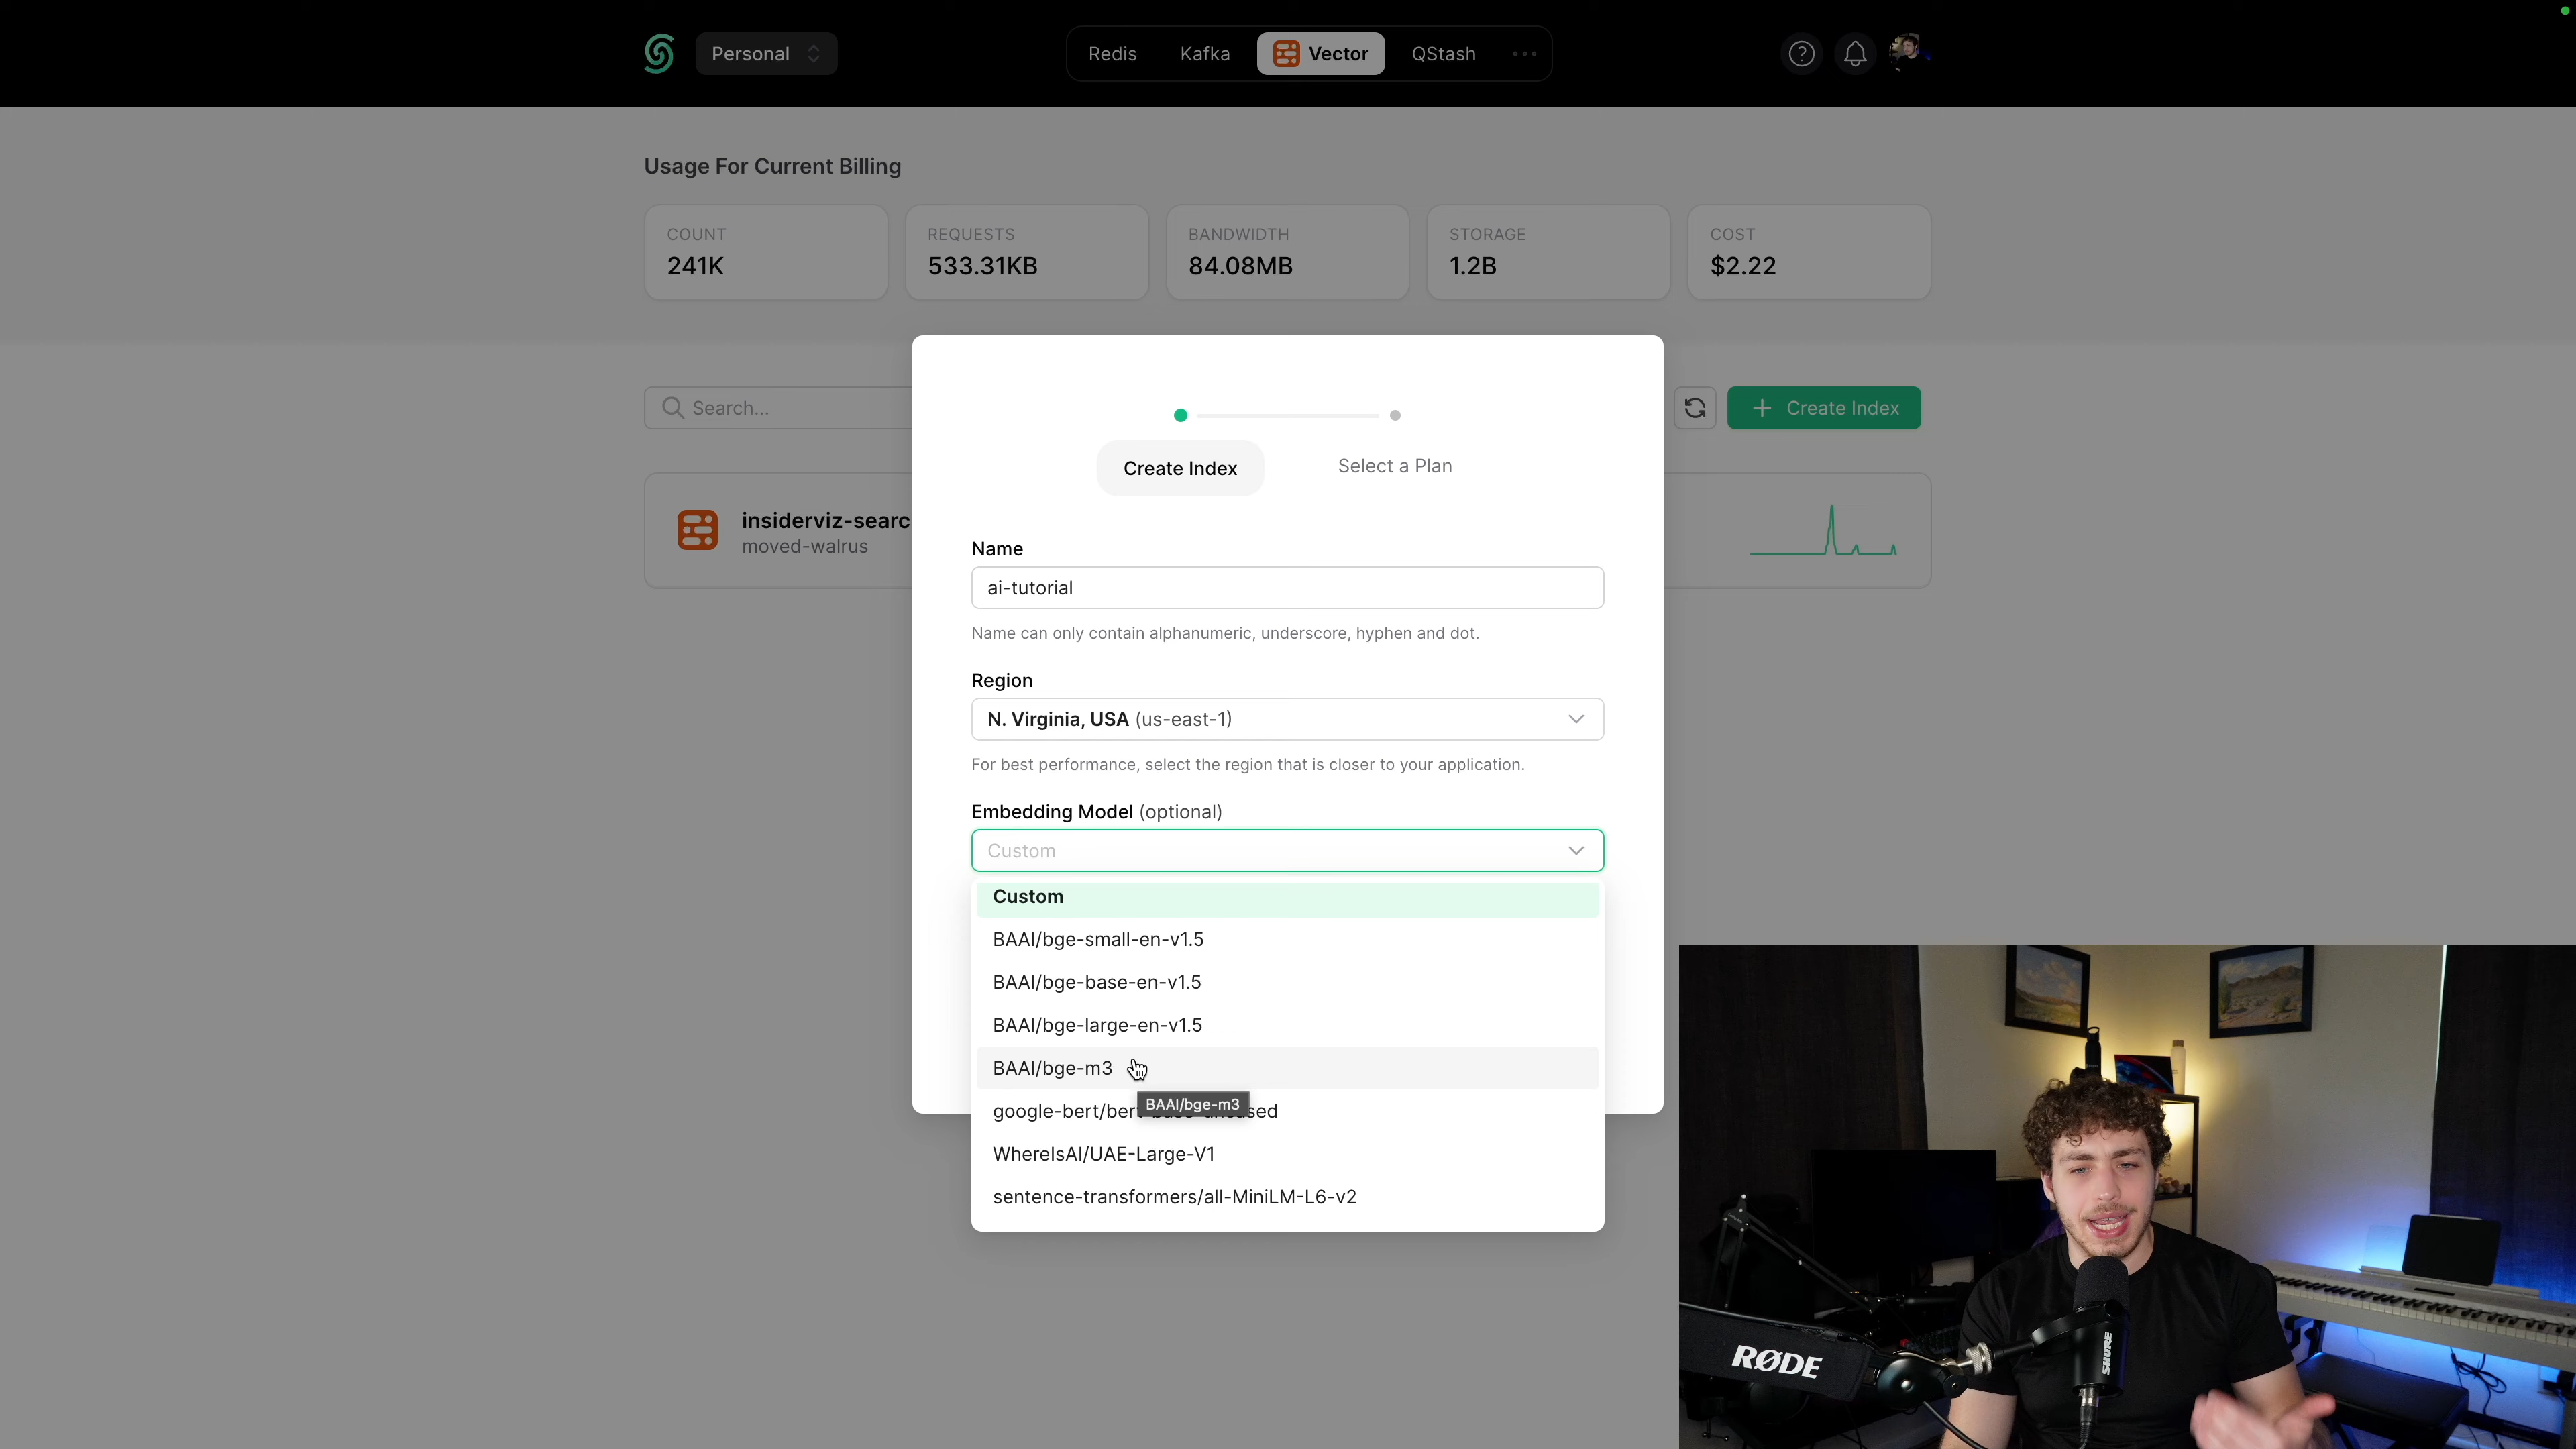 Personal
Redis
Kafka
Vector
QStash
Usage For Current Billing
COUNT
241K
REQUESTS
533.31KB
BANDWIDTH
84.08MB
STORAGE
1.2B
COST
$2.22
Search...
Create Index
insiderviz-searc
moved-walrus
Create Index
Select a Plan
Name
ai-tutorial
Name can only contain alphanumeric, underscore, hyphen and dot.
Region
N. Virginia, USA (us-east-1)
For best performance, select the region that is closer to your application.
Embedding Model (optional)
Custom
Custom
BAAI/bge-small-en-v1.5
BAAI/bge-base-en-v1.5
BAAI/bge-large-en-v1.5
BAAI/bge-m3
BAAI/bge-m3
WhereIsAI/UAE-Large-V1
sentence-transformers/all-MiniLM-L6-v2
RØDE
SHURE